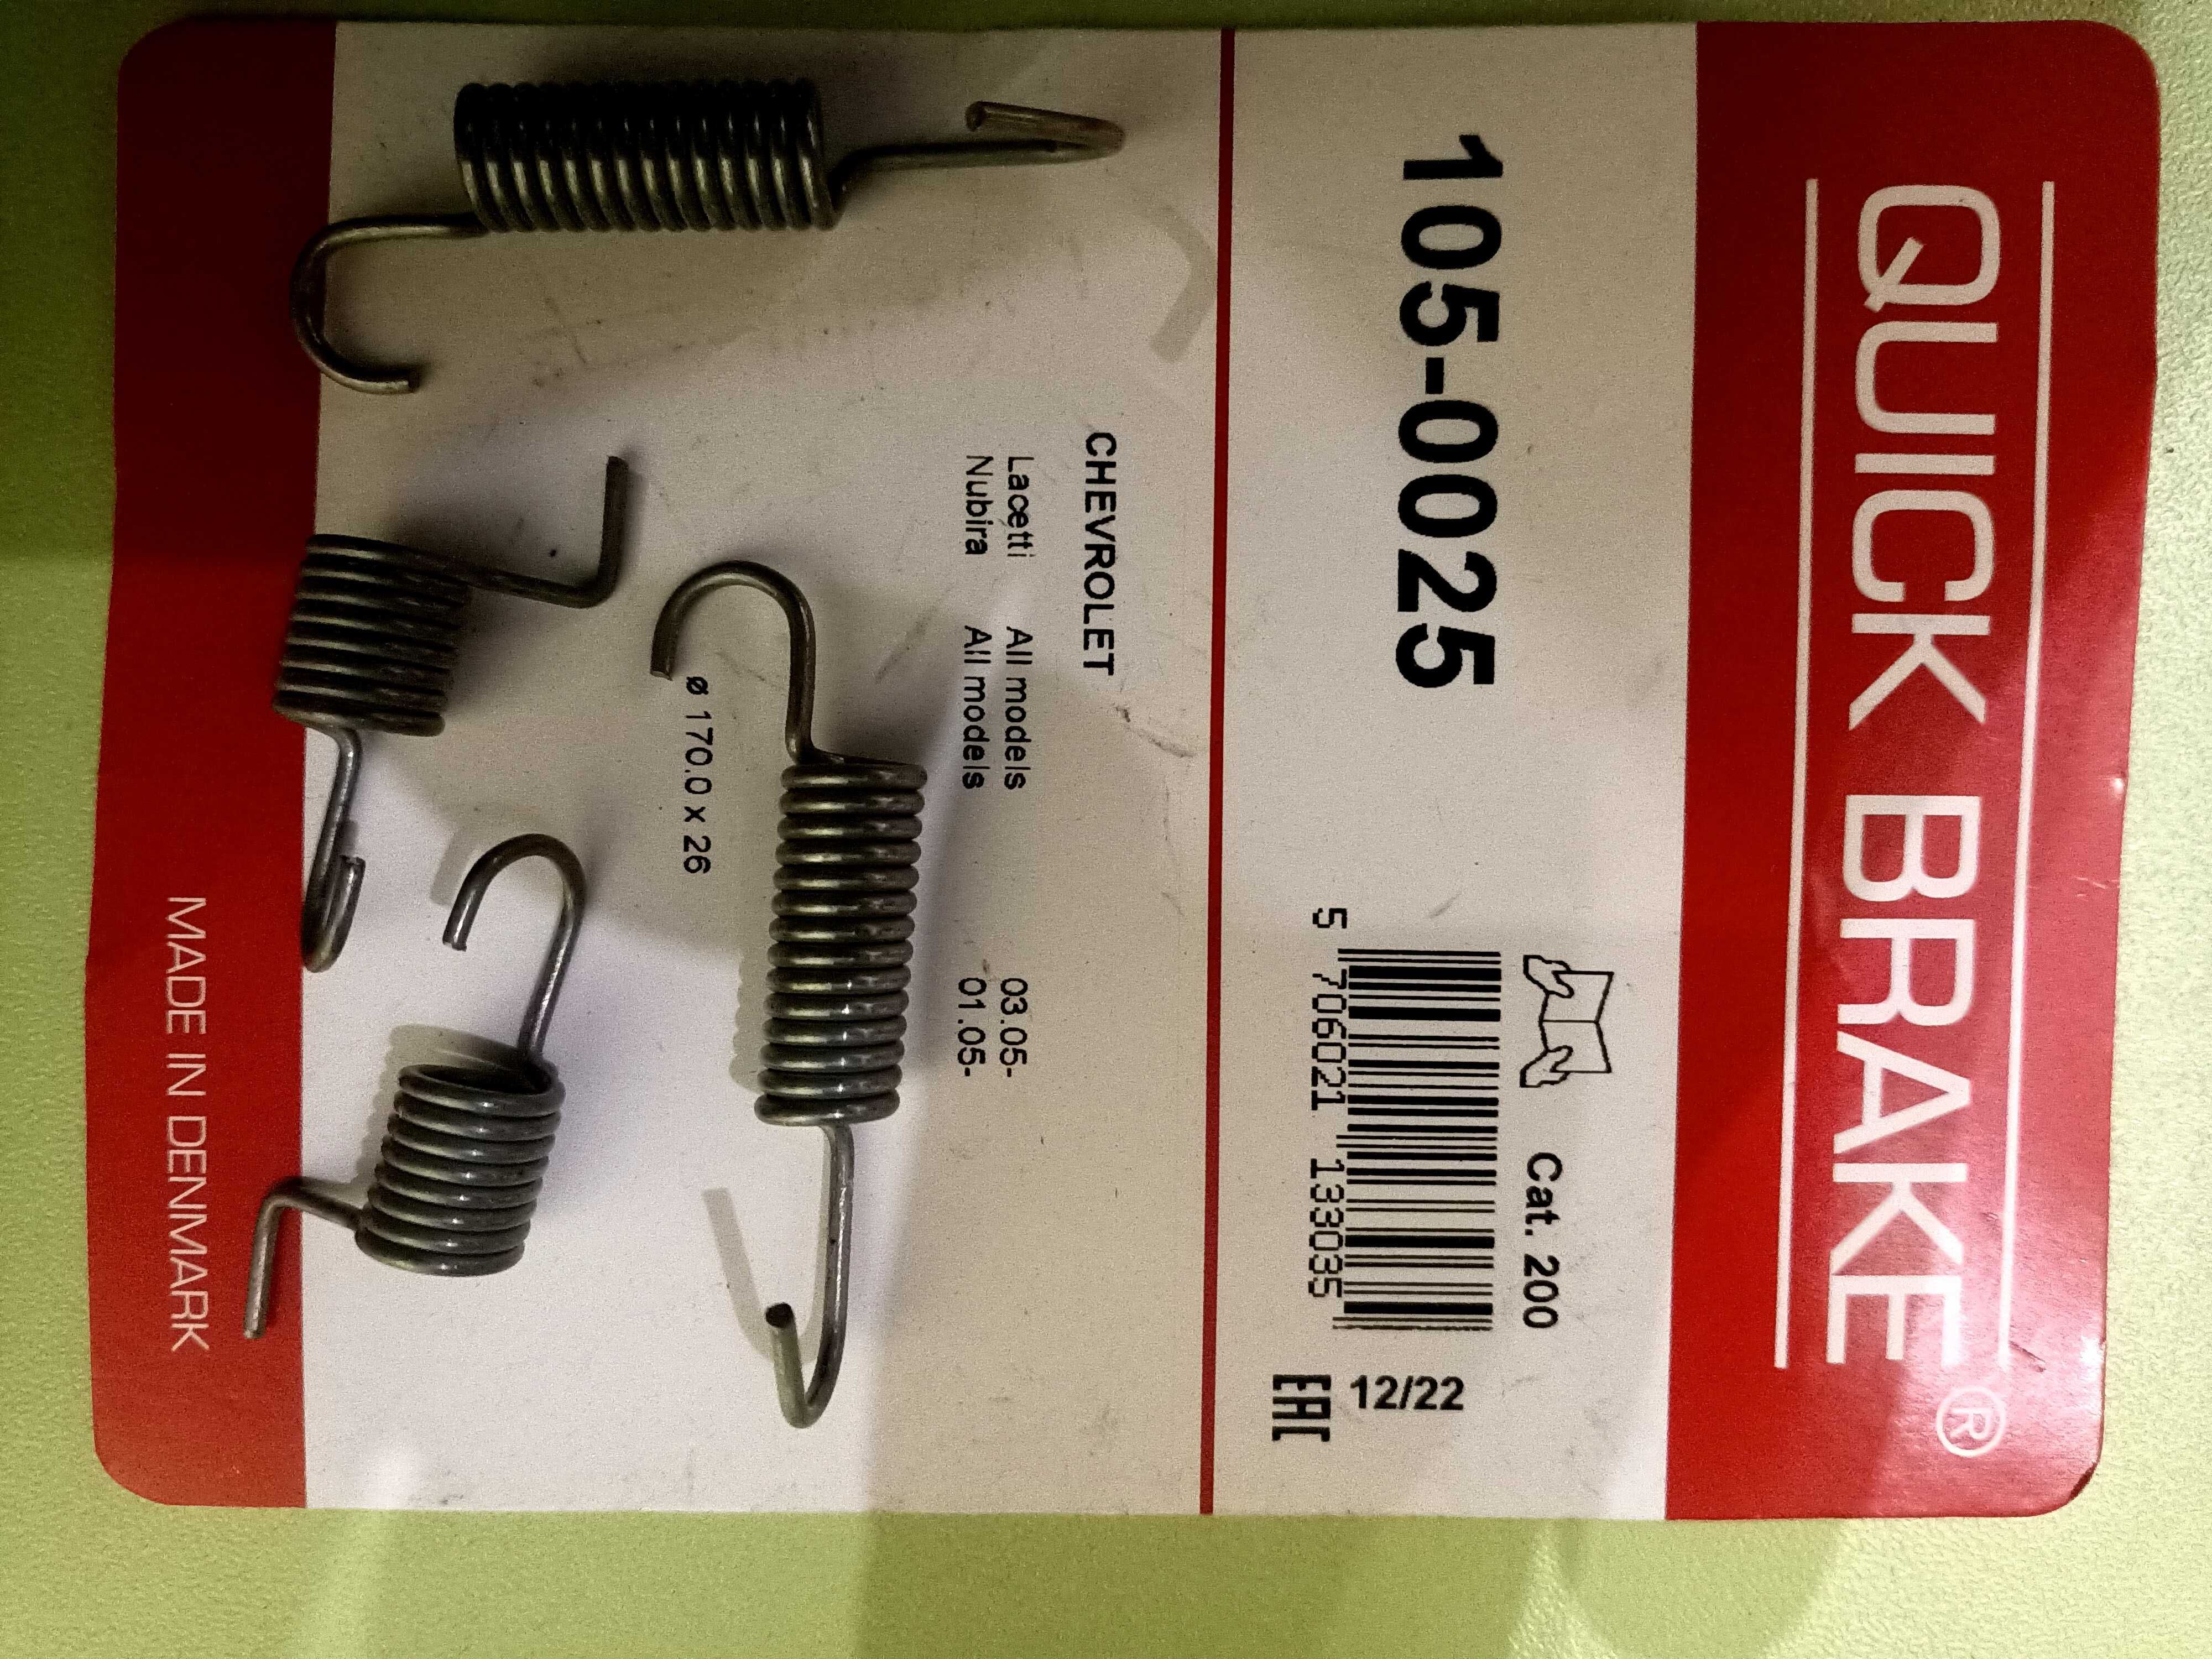 QUICK BRAKE®
Cat. 200
105-0025
5 706021 133035
12/22
EAC
CHEVROLET
Lacetti All models 03.05-
Nubira All models 01.05-
ø 170.0 x 26
MADE IN DENMARK